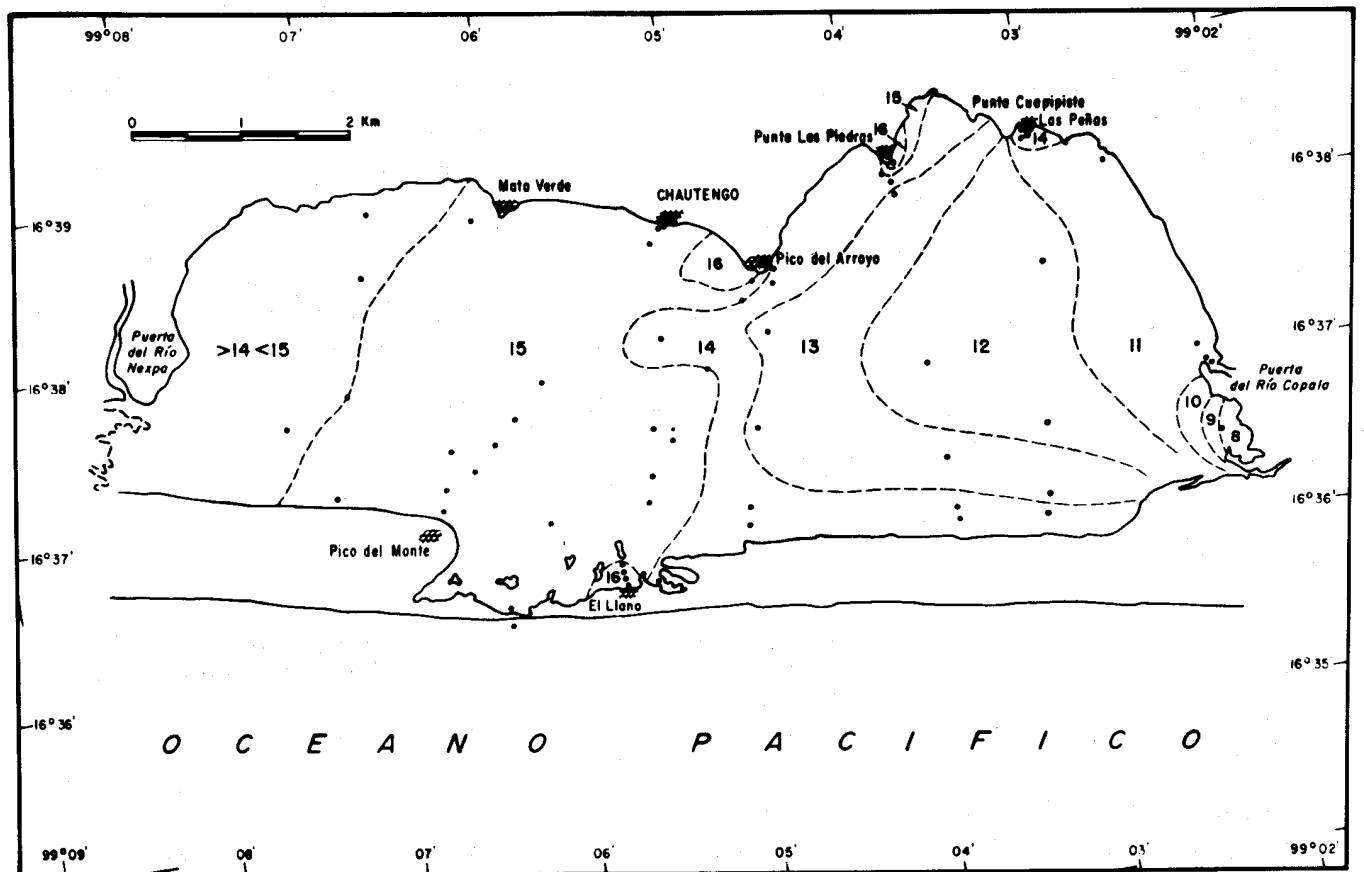 99° 08' 07' 06' 05' 04' 03' 99° 02'
0 1 2 Km
15
Punta Cuapipiste
Las Peñas
16
14
Punta Las Piedras
16° 38'
Mata Verde
CHAUTENGO
16° 39
16
Pico del Arroyo
Puerta
del Río
Nexpa
>14 <15
15
14
13
12
11
16° 37'
Puerta
del Río Copala
16° 38'
10
9
8
16° 36'
Pico del Monte
16° 37'
16
El Llano
16° 35'
16° 36'
OCEANO PACIFICO
99° 09' 08' 07' 06' 05' 04' 03' 99° 02'